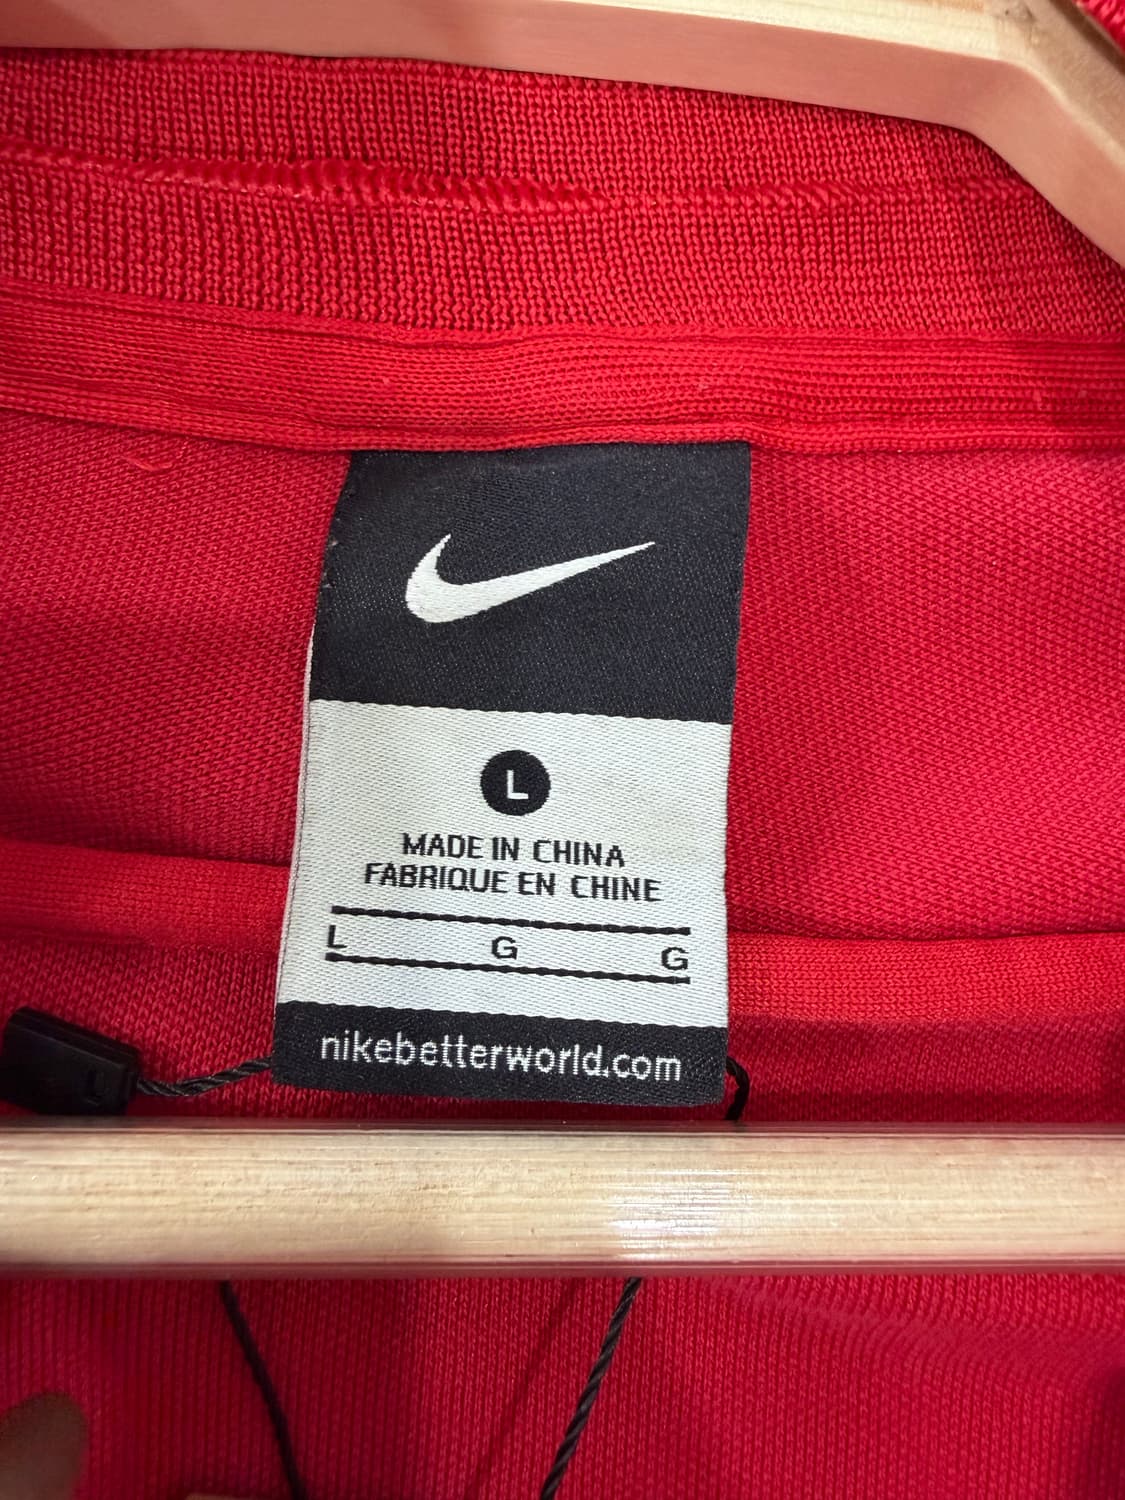 L
MADE IN CHINA
FABRIQUE EN CHINE
L G G
nikebetterworld.com